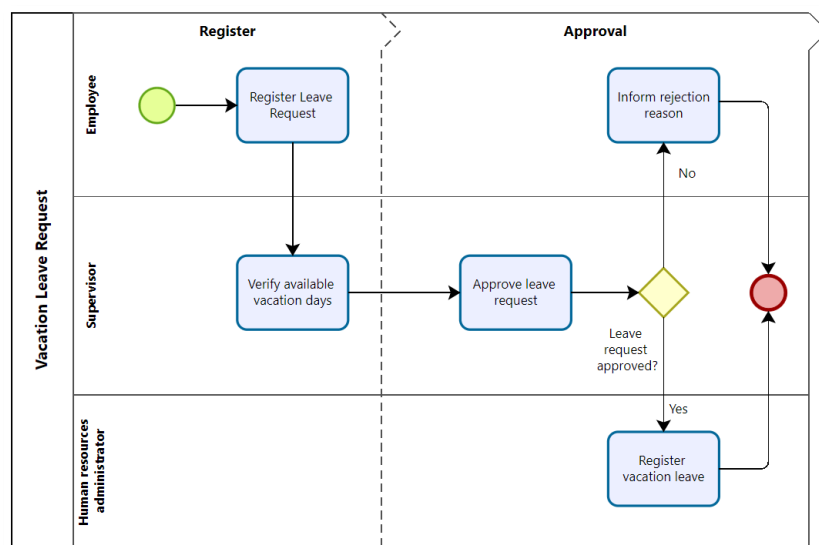 Vacation Leave Request
Register
Approval
Employee
Register Leave
Request
Inform rejection
reason
No
Supervisor
Verify available
vacation days
Approve leave
request
Leave
request
approved?
Yes
Human resources
administrator
Register
vacation leave